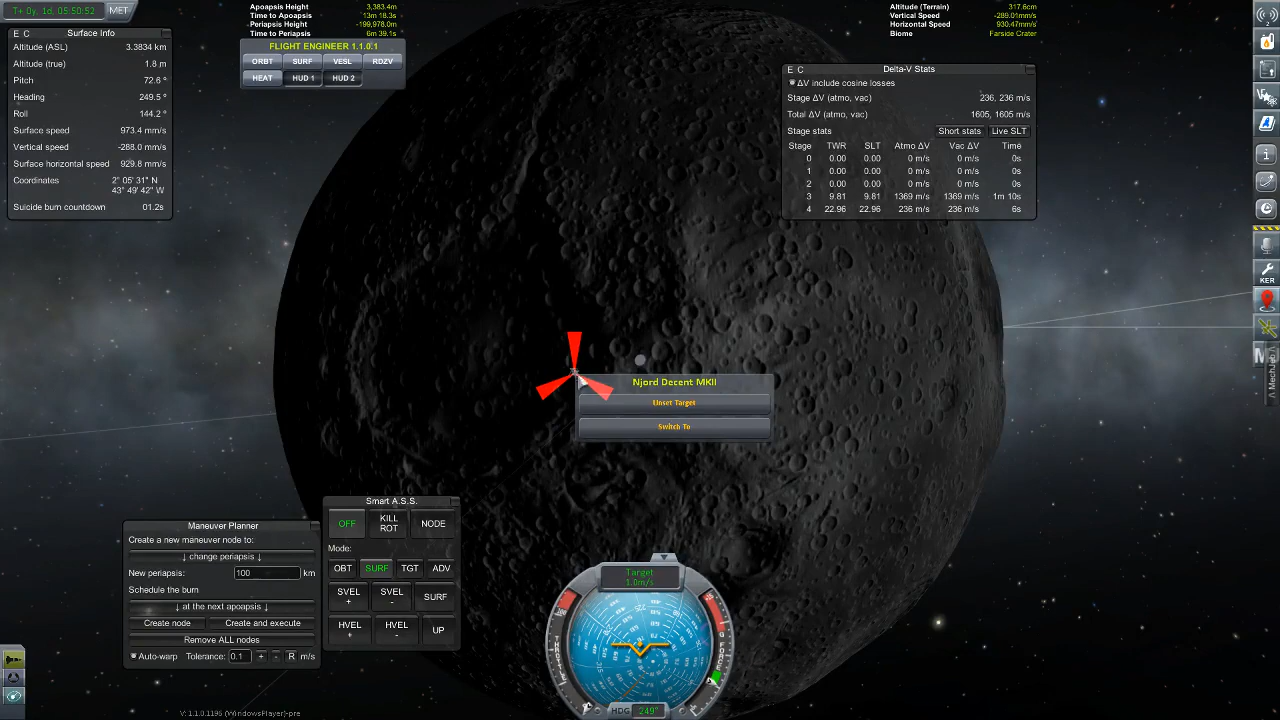 T+ 0y, 1d, 05:50:52 MET
Apoapsis Height 3,383.4m
Time to Apoapsis 13m 18.3s
Periapsis Height -199,978.0m
Time to Periapsis 6m 39.1s
FLIGHT ENGINEER 1.1.0.1
ORBT SURF VESL RDZV
HEAT HUD 1 HUD 2
Altitude (Terrain) 317.6cm
Vertical Speed -289.01mm/s
Horizontal Speed 930.47mm/s
Biome Farside Crater
E C Surface Info
Altitude (ASL) 3.3834 km
Altitude (true) 1.8 m
Pitch 72.6 º
Heading 249.5 º
Roll 144.2 º
Surface speed 973.4 mm/s
Vertical speed -288.0 mm/s
Surface horizontal speed 929.8 mm/s
Coordinates 2° 05' 31" N
43° 49' 42" W
Suicide burn countdown 01.2s
E C Delta-V Stats
ΔV include cosine losses
Stage ΔV (atmo, vac) 236, 236 m/s
Total ΔV (atmo, vac) 1605, 1605 m/s
Stage stats Short stats Live SLT
Stage TWR SLT Atmo ΔV Vac ΔV Time
0 0.00 0.00 0 m/s 0 m/s 0s
1 0.00 0.00 0 m/s 0 m/s 0s
2 0.00 0.00 0 m/s 0 m/s 0s
3 9.81 9.81 1369 m/s 1369 m/s 1m 10s
4 22.96 22.96 236 m/s 236 m/s 6s
KER
MechJeb
Njord Decent MKII
Unset Target
Switch To
Smart A.S.S.
OFF KILL ROT NODE
Mode:
OBT SURF TGT ADV
SVEL + SVEL - SURF
HVEL + HVEL - UP
Maneuver Planner
Create a new maneuver node to:
↓ change periapsis ↓
New periapsis: 100 km
Schedule the burn
↓ at the next apoapsis ↓
Create node Create and execute
Remove ALL nodes
Auto-warp Tolerance: 0.1 + - R m/s
Target
1.0m/s
HDG 249°
V: 1.1.0.1196 (WindowsPlayer)-pre